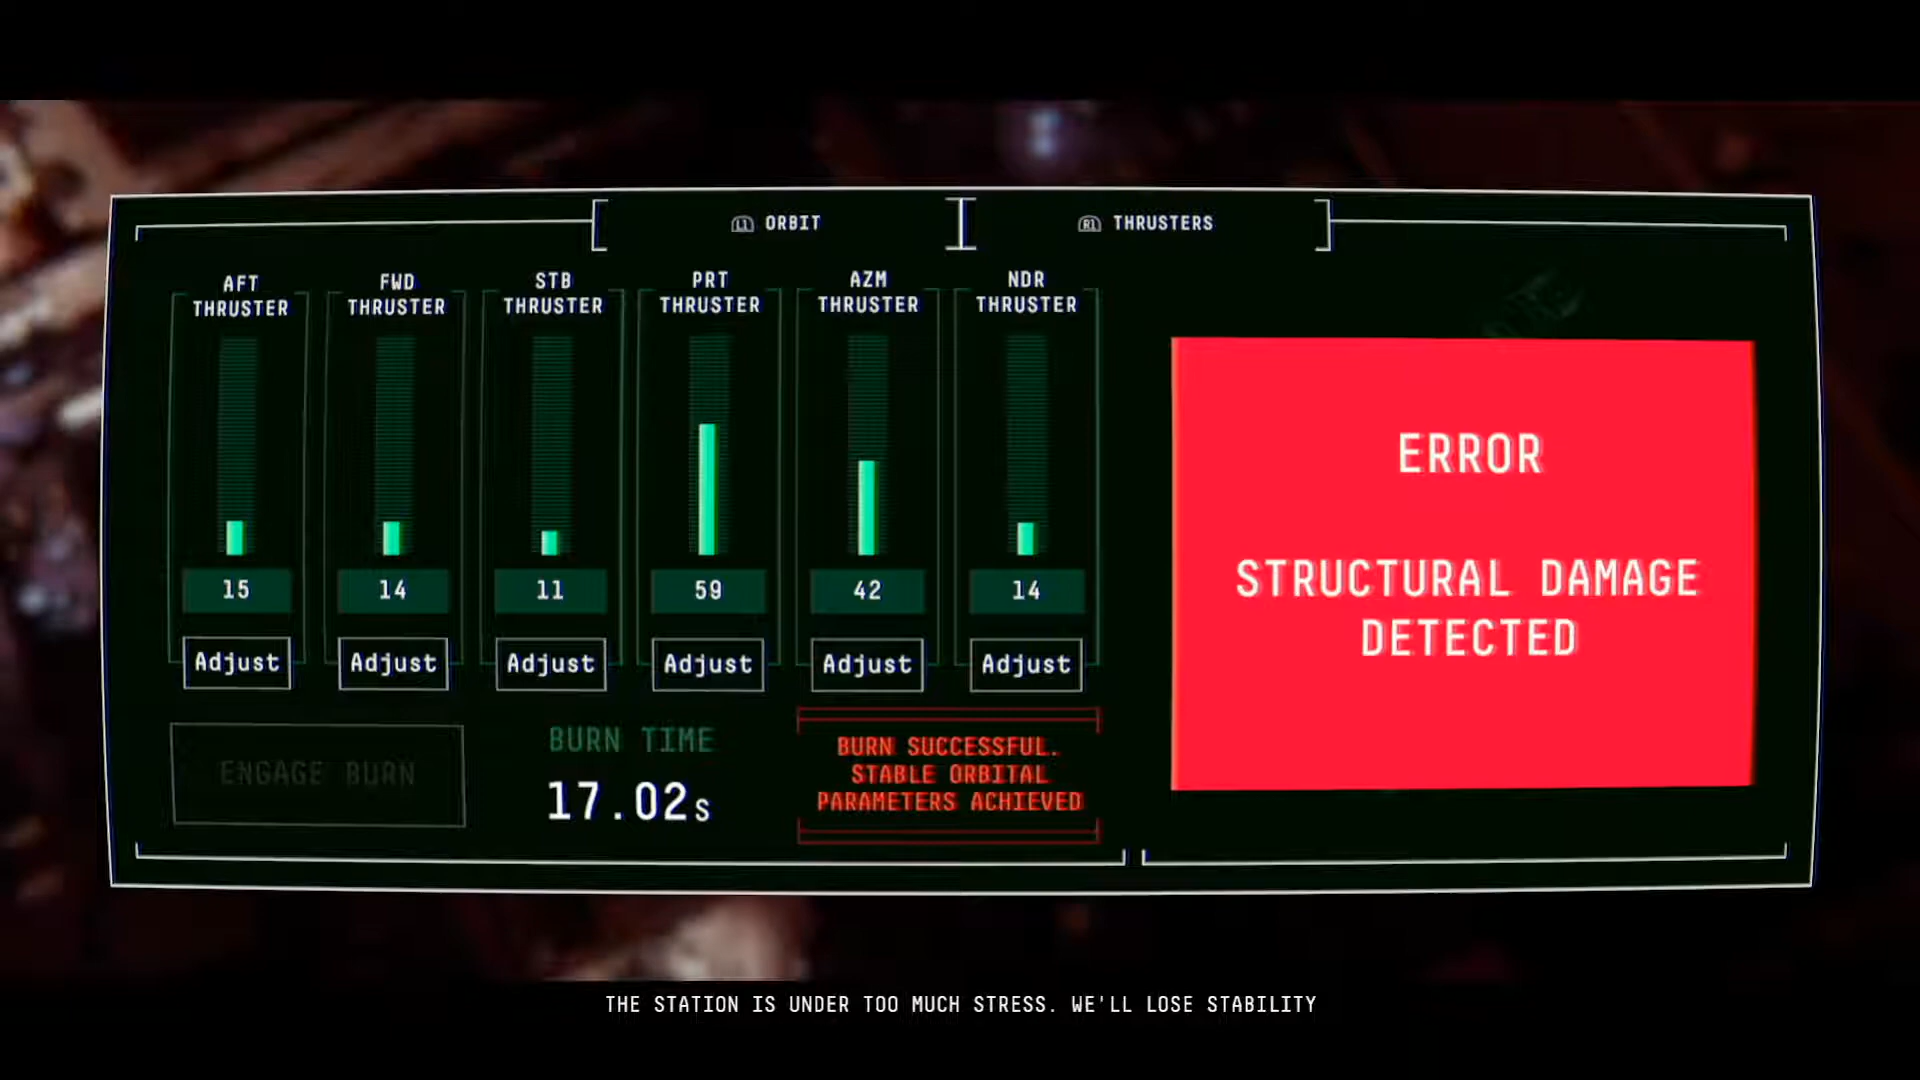 L1 ORBIT
R1 THRUSTERS
AFT THRUSTER
FWD THRUSTER
STB THRUSTER
PRT THRUSTER
AZM THRUSTER
NDR THRUSTER
15
14
11
59
42
14
Adjust
Adjust
Adjust
Adjust
Adjust
Adjust
ENGAGE BURN
BURN TIME
17.02s
BURN SUCCESSFUL.
STABLE ORBITAL
PARAMETERS ACHIEVED
ERROR
STRUCTURAL DAMAGE
DETECTED
THE STATION IS UNDER TOO MUCH STRESS. WE'LL LOSE STABILITY